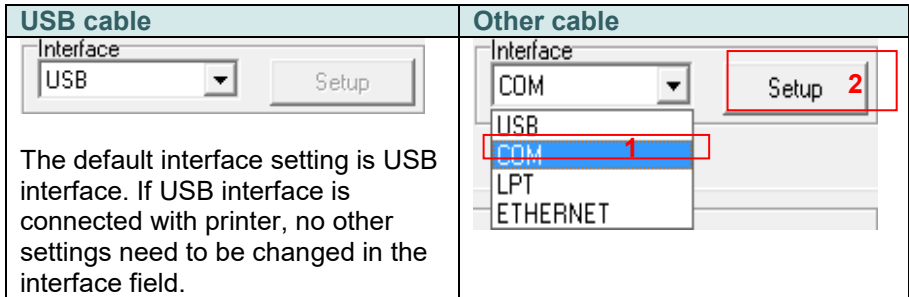 USB cable
Interface
USB
Setup
The default interface setting is USB
interface. If USB interface is
connected with printer, no other
settings need to be changed in the
interface field.
Other cable
Interface
COM
Setup 2
USB
COM 1
LPT
ETHERNET